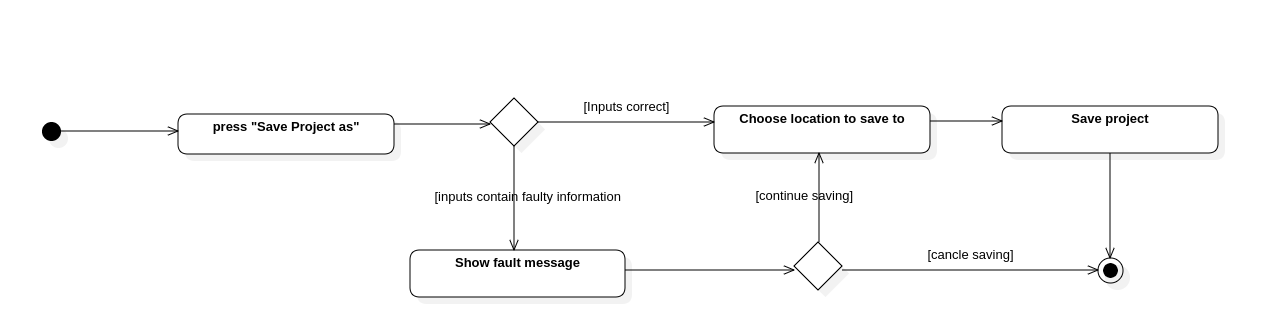 [Inputs correct]
press "Save Project as"
Choose location to save to
Save project
[inputs contain faulty information
[continue saving]
Show fault message
[cancle saving]